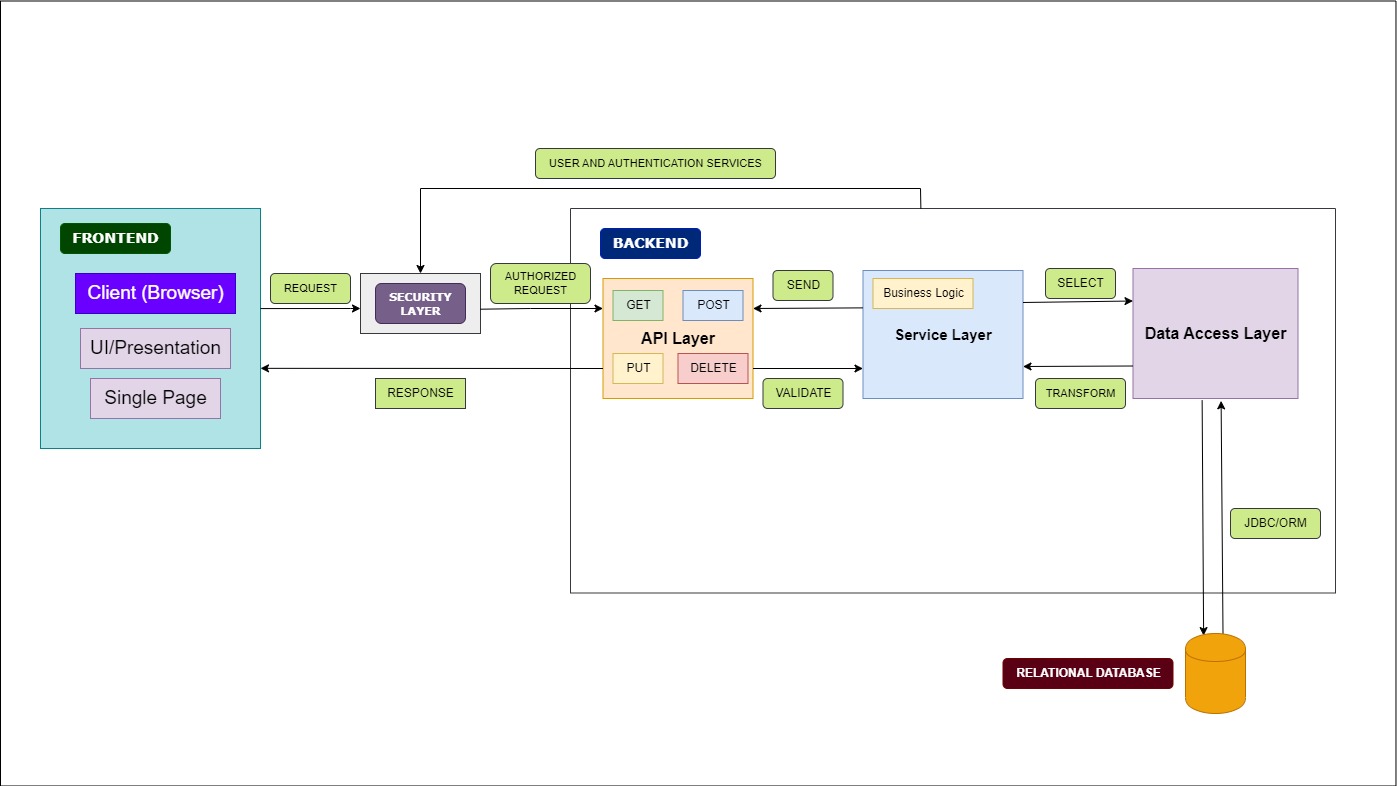 USER AND AUTHENTICATION SERVICES
FRONTEND
Client (Browser)
UI/Presentation
Single Page
REQUEST
SECURITY
LAYER
AUTHORIZED
REQUEST
RESPONSE
BACKEND
GET
POST
API Layer
PUT
DELETE
SEND
VALIDATE
Business Logic
Service Layer
SELECT
TRANSFORM
Data Access Layer
JDBC/ORM
RELATIONAL DATABASE